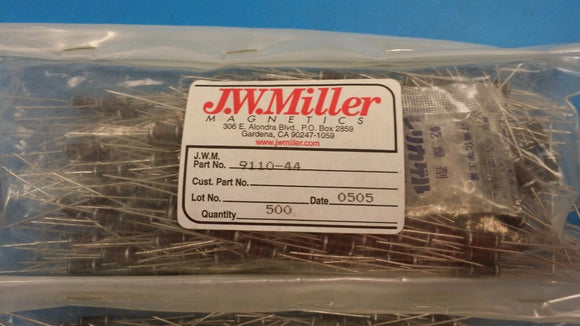 J.W.Miller
MAGNETICS
306 E. Alondra Blvd., P.O. Box 2859
Gardena, CA 90247-1059
www.jwmiller.com
J.W.M.
Part No. 9110-44
Cust. Part No.
Lot No. Date 0505
Quantity 500